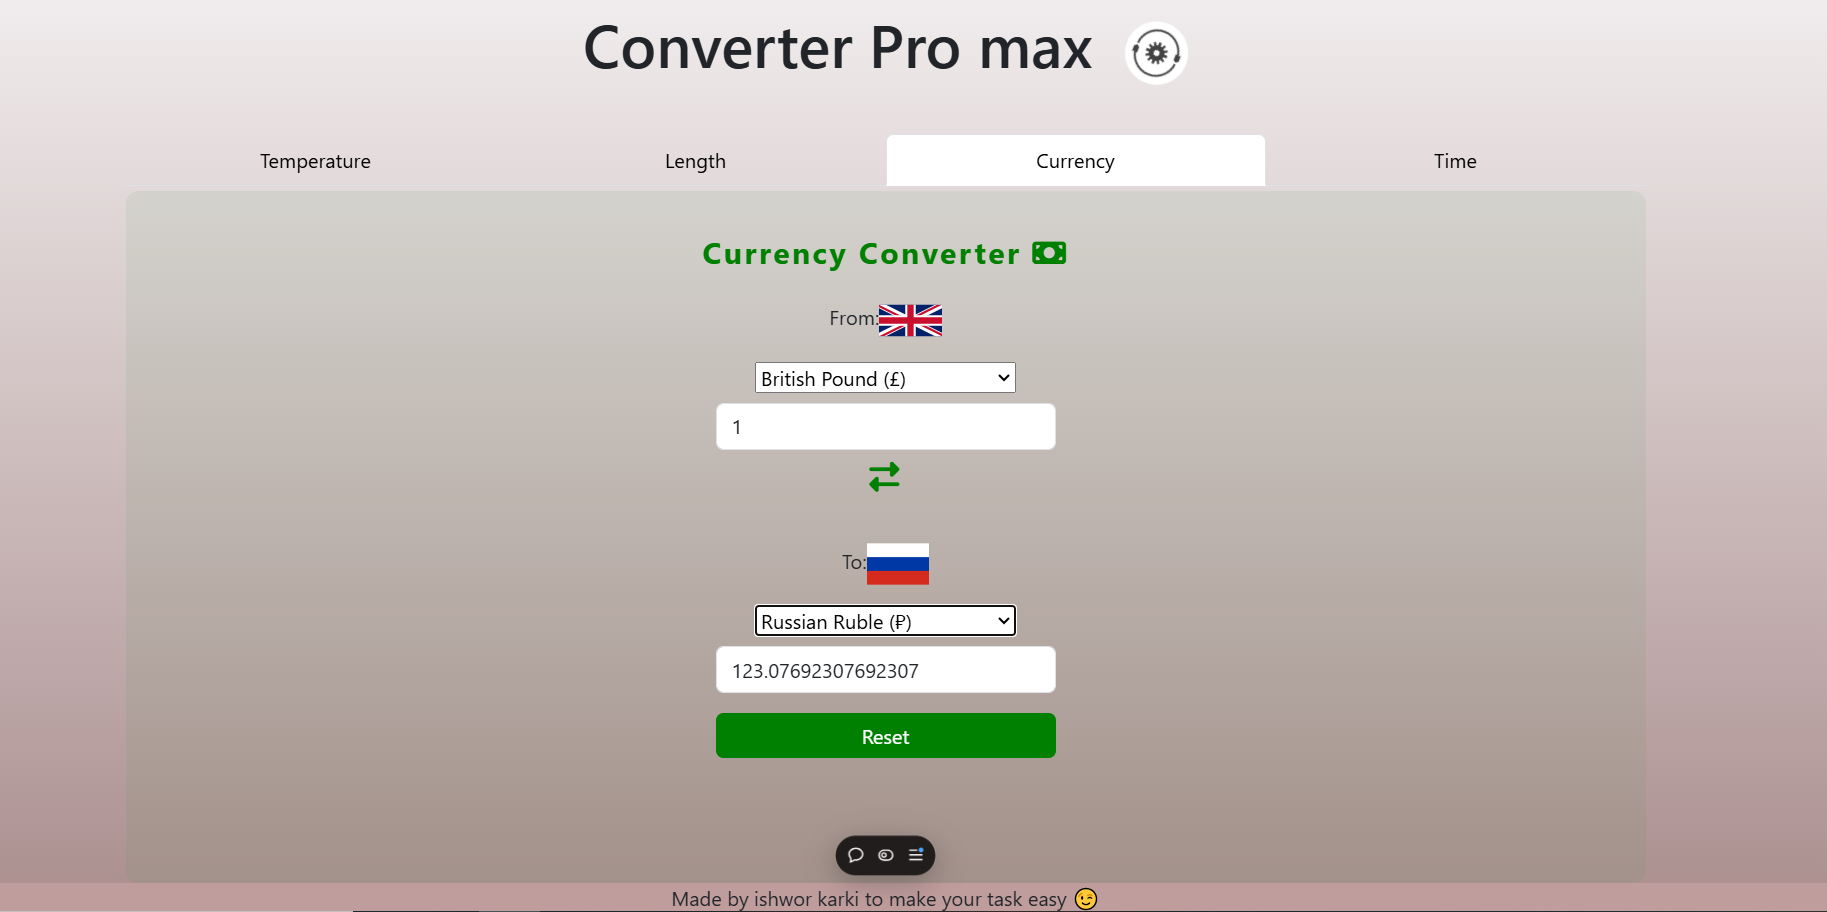 Converter Pro max
Temperature
Length
Currency
Time
Currency Converter
From:
British Pound (£)
1
To:
Russian Ruble (₽)
123.07692307692307
Reset
Made by ishwor karki to make your task easy 😉